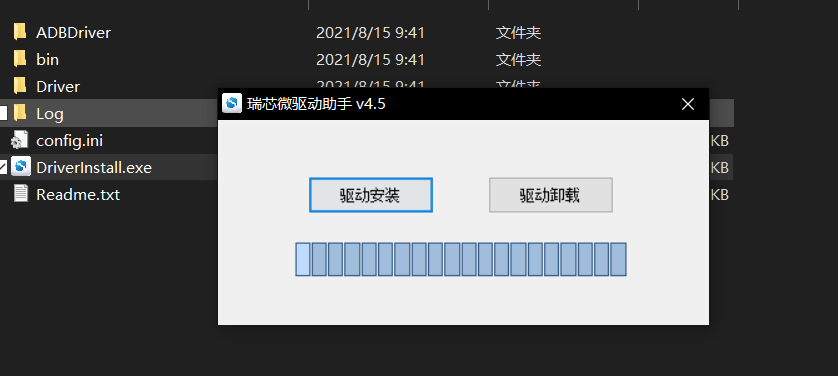 ADBDriver 2021/8/15 9:41 文件夹
bin 2021/8/15 9:41 文件夹
Driver 2021/8/15 9:41 文件夹
瑞芯微驱动助手 v4.5
Log
config.ini KB
DriverInstall.exe KB
Readme.txt KB
驱动安装 驱动卸载